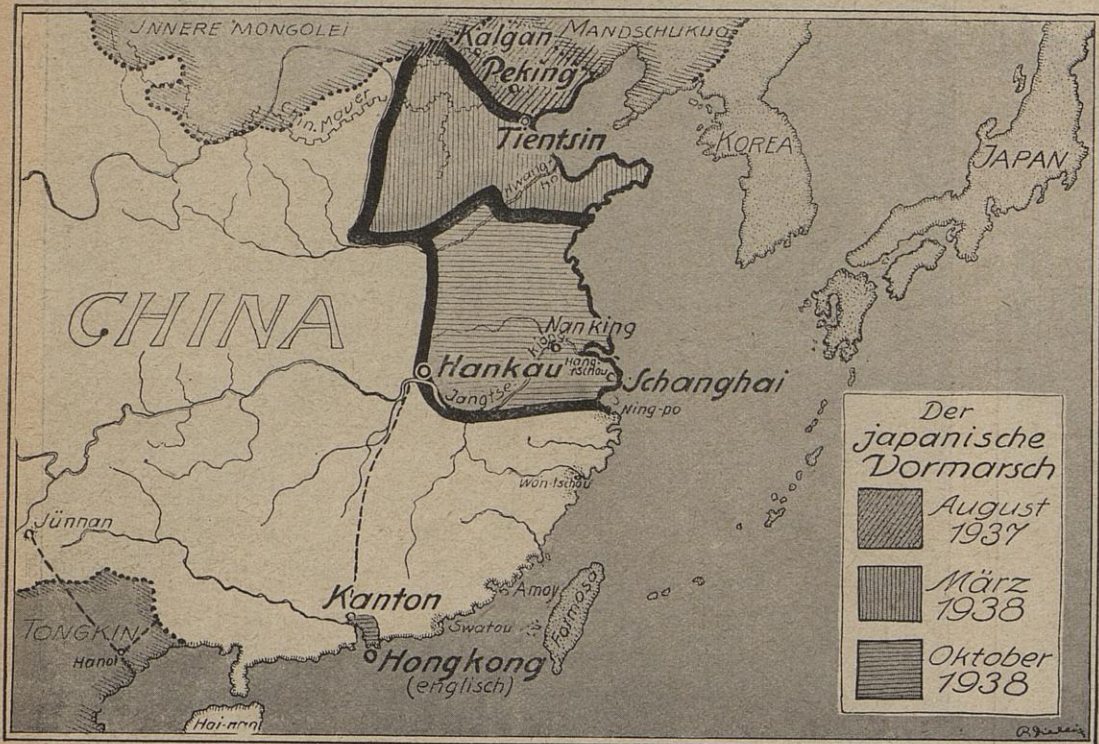 JNNERE MONGOLEI
Kalgan
MANDSCHUKUO
Peking
Chin. Mauer
Tientsin
KOREA
JAPAN
Hwang-
Ho
CHINA
Nanking
Hankau
Kiang
Hang-
tschou
Schanghai
Jangtse-
Ning-po
Won-tschou
Jünnan
Kanton
Amoy
Swatou
Formosa
TONGKIN
Hanoi
Hongkong
(englisch)
Hai-nan
Der
japanische
Vormarsch
August
1937
März
1938
Oktober
1938